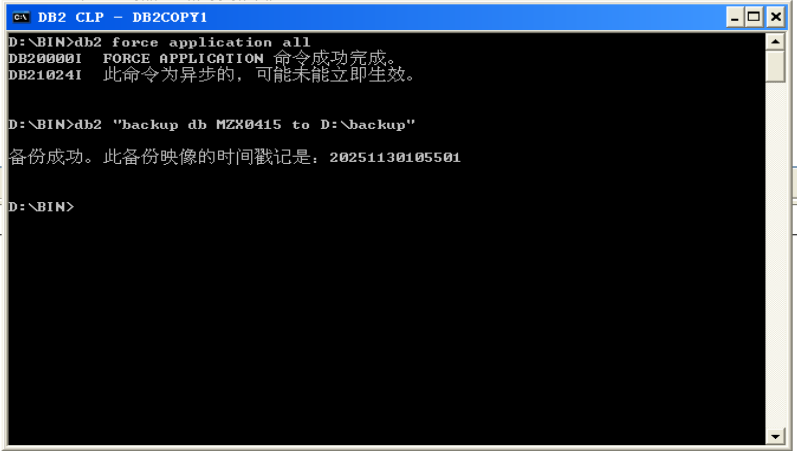 DB2 CLP - DB2COPY1
D:\BIN>db2 force application all
DB20000I  FORCE APPLICATION 命令成功完成。
DB21024I  此命令为异步的，可能未能立即生效。
D:\BIN>db2 "backup db MZX0415 to D:\backup"
备份成功。此备份映像的时间戳记是：20251130105501
D:\BIN>